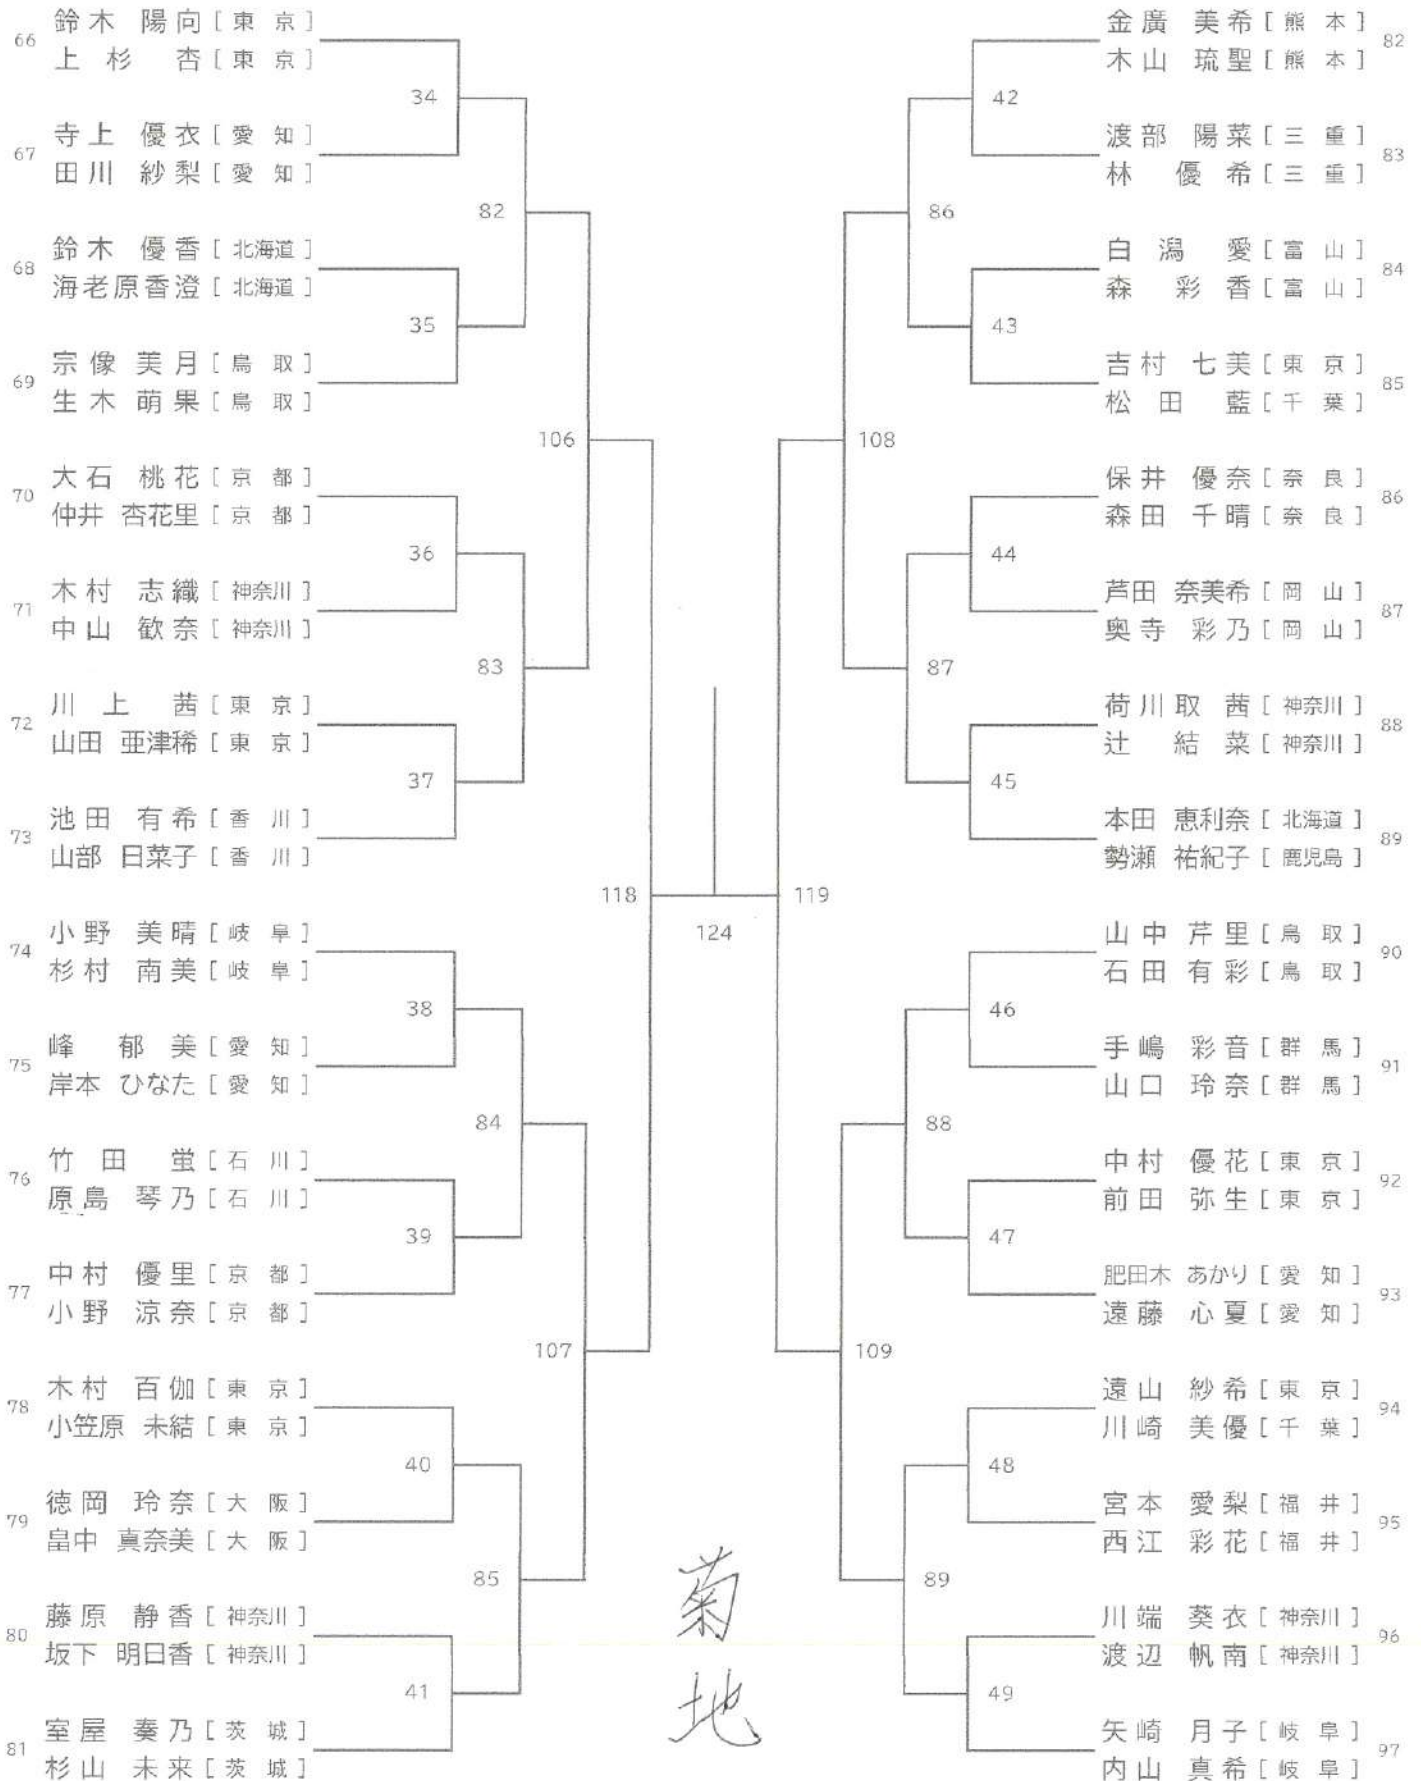 66 鈴木 陽向 [東 京]
上杉 杏 [東 京]
34
67 寺上 優衣 [愛 知]
田川 紗梨 [愛 知]
82
68 鈴木 優香 [北海道]
海老原香澄 [北海道]
35
69 宗像 美月 [鳥 取]
生木 萌果 [鳥 取]
106
70 大石 桃花 [京 都]
仲井 杏花里 [京 都]
36
71 木村 志織 [神奈川]
中山 歓奈 [神奈川]
83
72 川上 茜 [東 京]
山田 亜津稀 [東 京]
37
73 池田 有希 [香 川]
山部 日菜子 [香 川]
118
74 小野 美晴 [岐 阜]
杉村 南美 [岐 阜]
38
75 峰 郁美 [愛 知]
岸本 ひなた [愛 知]
84
76 竹田 蛍 [石 川]
原島 琴乃 [石 川]
39
77 中村 優里 [京 都]
小野 涼奈 [京 都]
107
78 木村 百伽 [東 京]
小笠原 未結 [東 京]
40
79 徳岡 玲奈 [大 阪]
畠中 真奈美 [大 阪]
85
80 藤原 静香 [神奈川]
坂下 明日香 [神奈川]
41
81 室屋 奏乃 [茨 城]
杉山 未来 [茨 城]
124
菊
地
金廣 美希 [熊 本] 82
木山 琉聖 [熊 本]
42
渡部 陽菜 [三 重] 83
林 優希 [三 重]
86
白潟 愛 [富 山] 84
森 彩香 [富 山]
43
吉村 七美 [東 京] 85
松田 藍 [千 葉]
108
保井 優奈 [奈 良] 86
森田 千晴 [奈 良]
44
芦田 奈美希 [岡 山] 87
奥寺 彩乃 [岡 山]
87
荷川取 茜 [神奈川] 88
辻 結菜 [神奈川]
45
本田 恵利奈 [北海道] 89
勢瀬 祐紀子 [鹿児島]
119
山中 芹里 [鳥 取] 90
石田 有彩 [鳥 取]
46
手嶋 彩音 [群 馬] 91
山口 玲奈 [群 馬]
88
中村 優花 [東 京] 92
前田 弥生 [東 京]
47
肥田木 あかり [愛 知] 93
遠藤 心夏 [愛 知]
109
遠山 紗希 [東 京] 94
川崎 美優 [千 葉]
48
宮本 愛梨 [福 井] 95
西江 彩花 [福 井]
89
川端 葵衣 [神奈川] 96
渡辺 帆南 [神奈川]
49
矢崎 月子 [岐 阜] 97
内山 真希 [岐 阜]